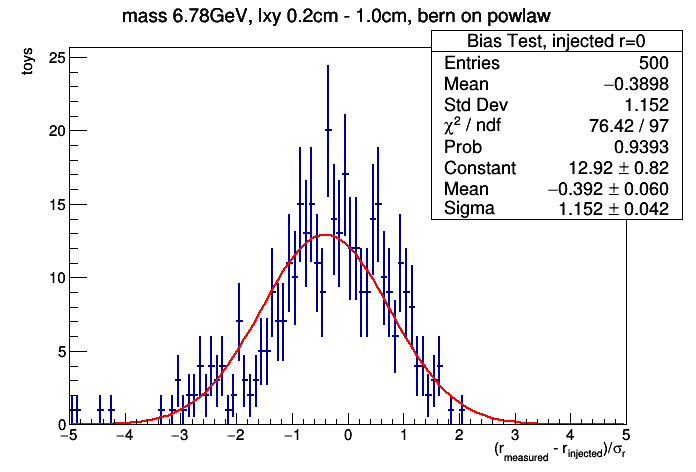 mass 6.78GeV, lxy 0.2cm - 1.0cm, bern on powlaw
Bias Test, injected r=0
Entries 500
Mean −0.3898
Std Dev 1.152
χ² / ndf 76.42 / 97
Prob 0.9393
Constant 12.92 ± 0.82
Mean −0.392 ± 0.060
Sigma 1.152 ± 0.042
toys
25
20
15
10
5
0
−5 −4 −3 −2 −1 0 1 2 3 4 5
(r_measured - r_injected)/σ_r